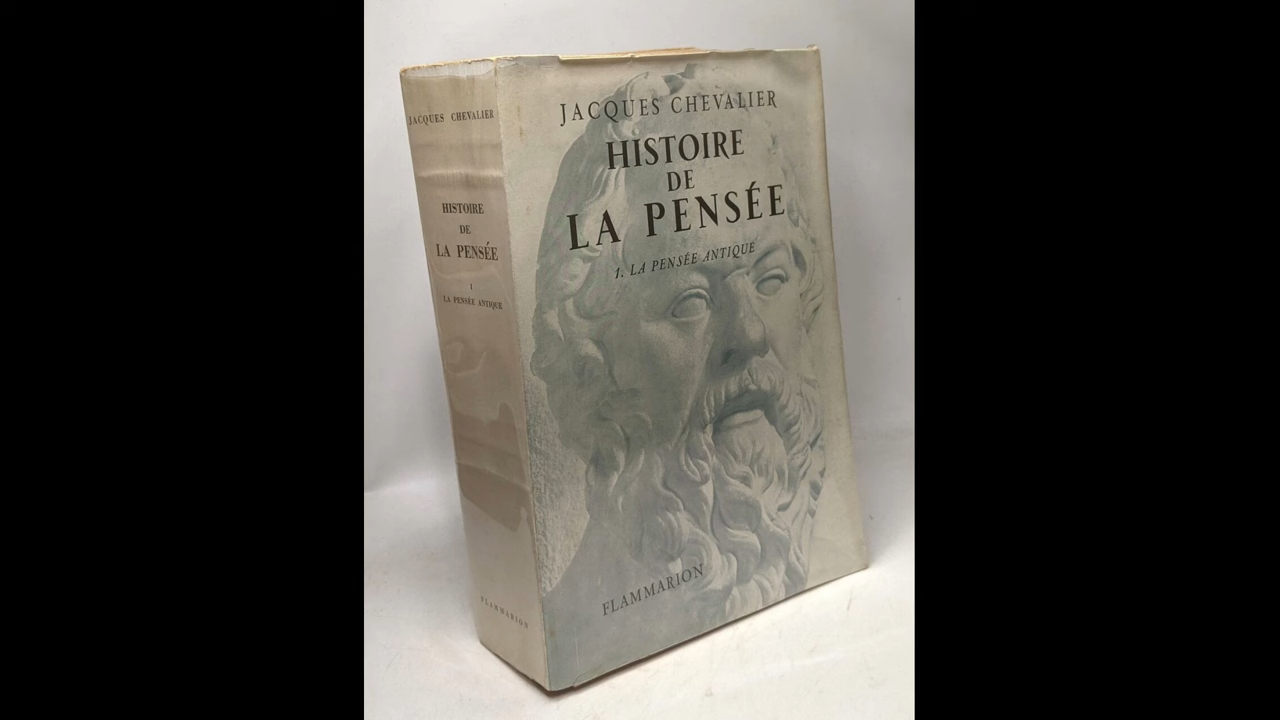 JACQUES CHEVALIER
HISTOIRE
DE
LA PENSÉE
1
LA PENSÉE ANTIQUE
FLAMMARION
JACQUES CHEVALIER
HISTOIRE
DE
LA PENSÉE
1. LA PENSÉE ANTIQUE
FLAMMARION